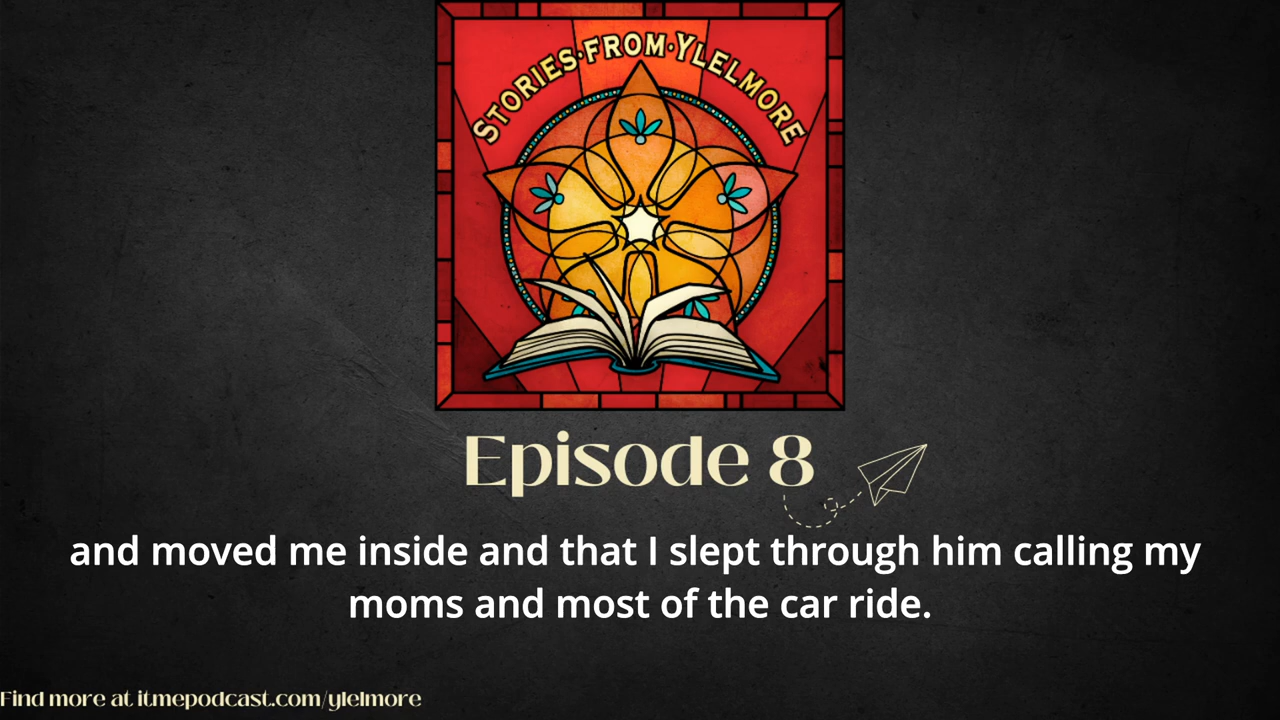 STORIES·FROM·YLELMORE
Episode 8
and moved me inside and that I slept through him calling my
moms and most of the car ride.
Find more at itmepodcast.com/ylelmore